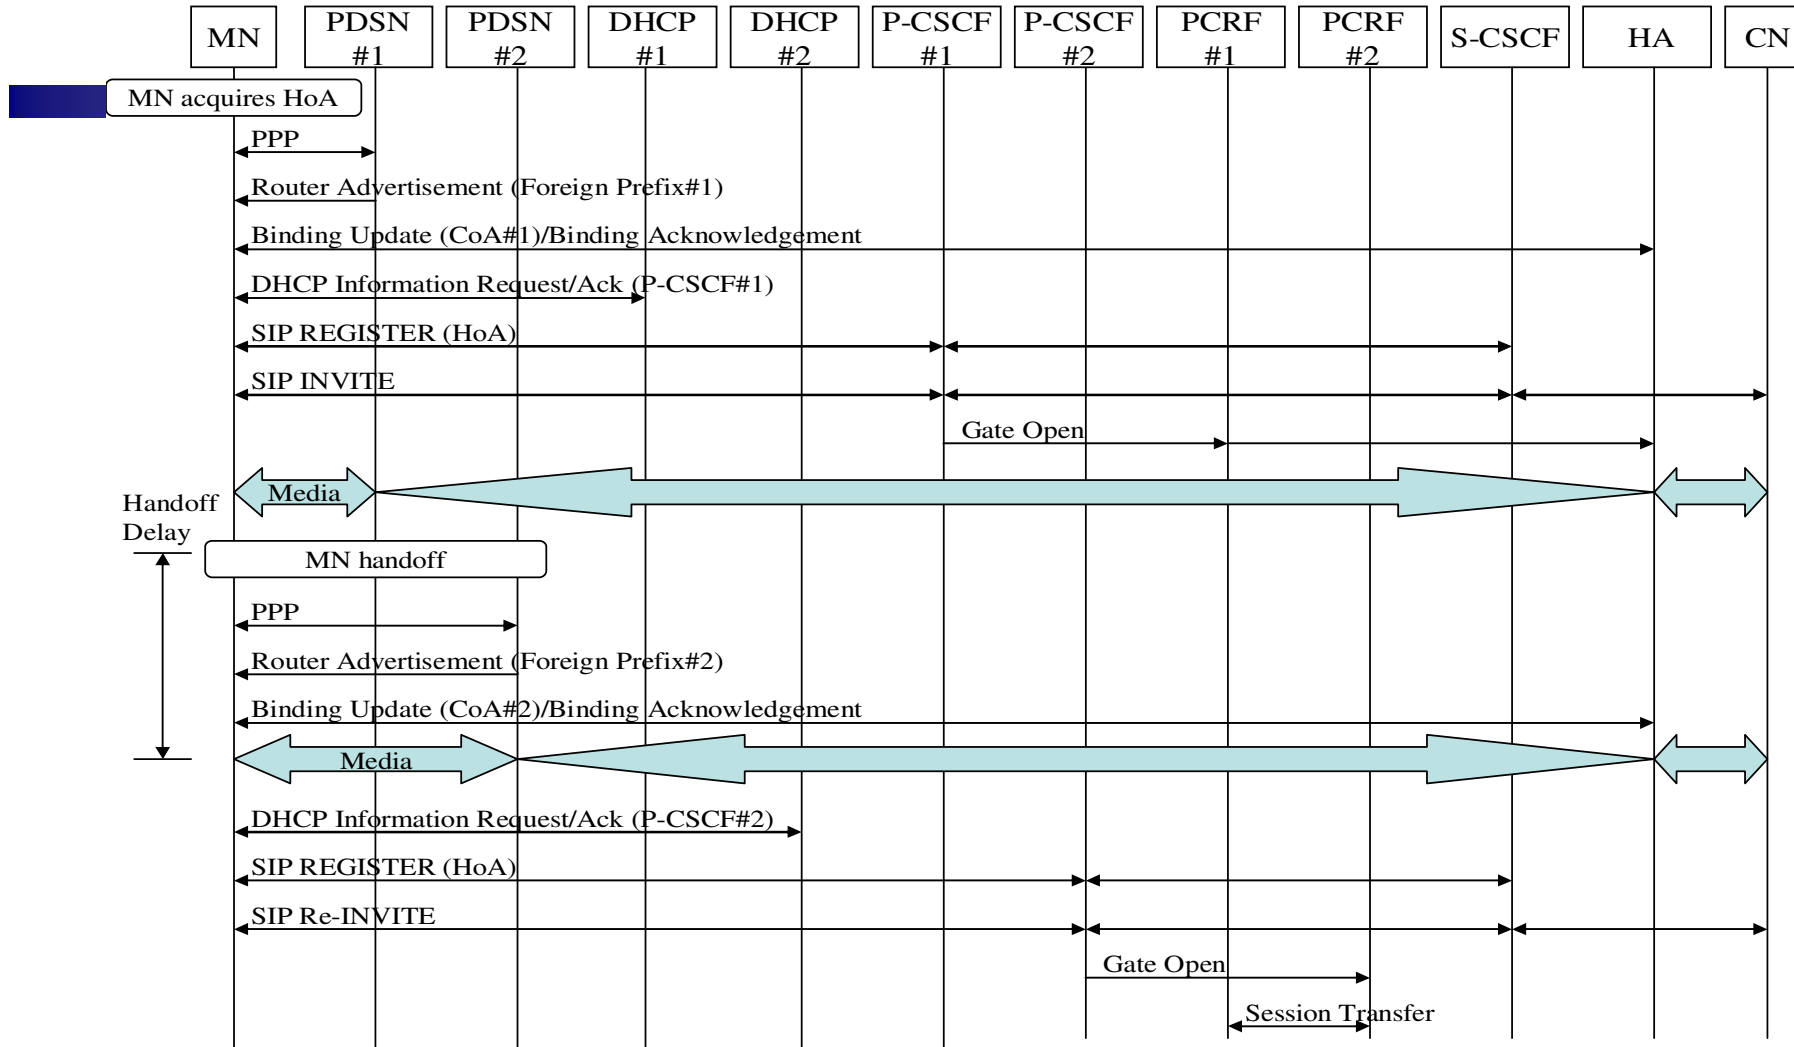 MN
PDSN
#1
PDSN
#2
DHCP
#1
DHCP
#2
P-CSCF
#1
P-CSCF
#2
PCRF
#1
PCRF
#2
S-CSCF
HA
CN
MN acquires HoA
PPP
Router Advertisement (Foreign Prefix#1)
Binding Update (CoA#1)/Binding Acknowledgement
DHCP Information Request/Ack (P-CSCF#1)
SIP REGISTER (HoA)
SIP INVITE
Gate Open
Media
Handoff
Delay
MN handoff
PPP
Router Advertisement (Foreign Prefix#2)
Binding Update (CoA#2)/Binding Acknowledgement
Media
DHCP Information Request/Ack (P-CSCF#2)
SIP REGISTER (HoA)
SIP Re-INVITE
Gate Open
Session Transfer